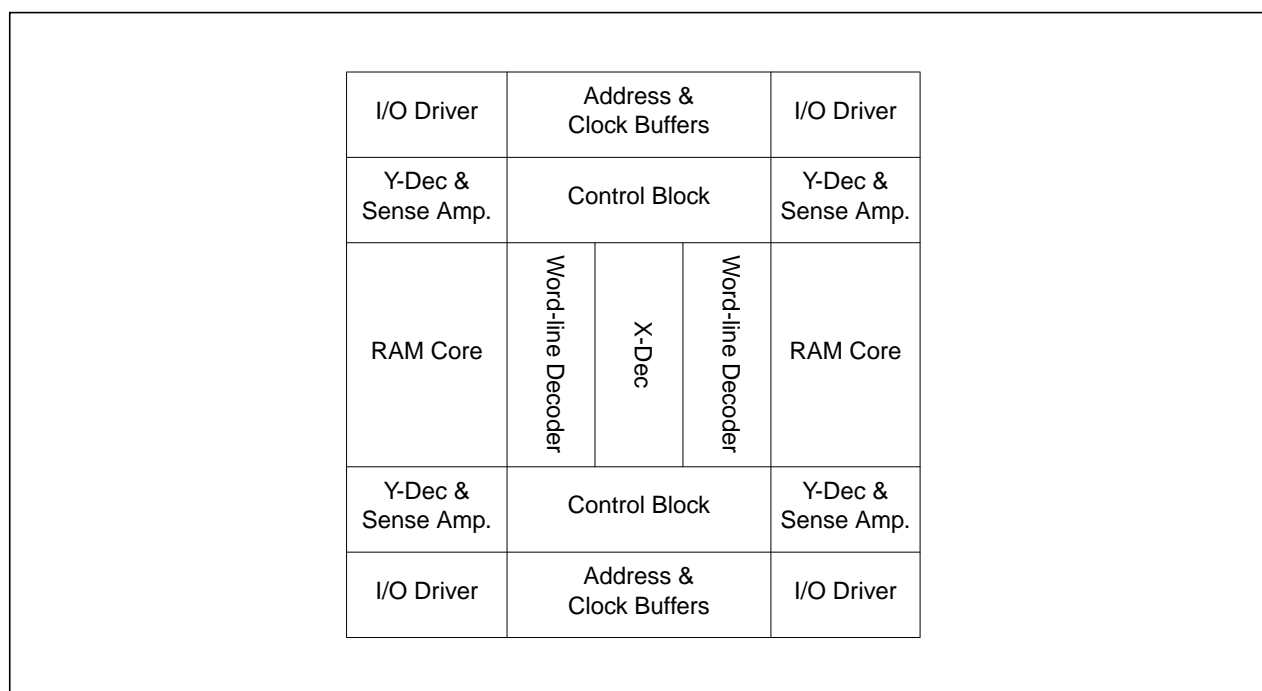 I/O Driver
Address &
Clock Buffers
I/O Driver
Y-Dec &
Sense Amp.
Control Block
Y-Dec &
Sense Amp.
RAM Core
Word-line Decoder
X-Dec
Word-line Decoder
RAM Core
Y-Dec &
Sense Amp.
Control Block
Y-Dec &
Sense Amp.
I/O Driver
Address &
Clock Buffers
I/O Driver